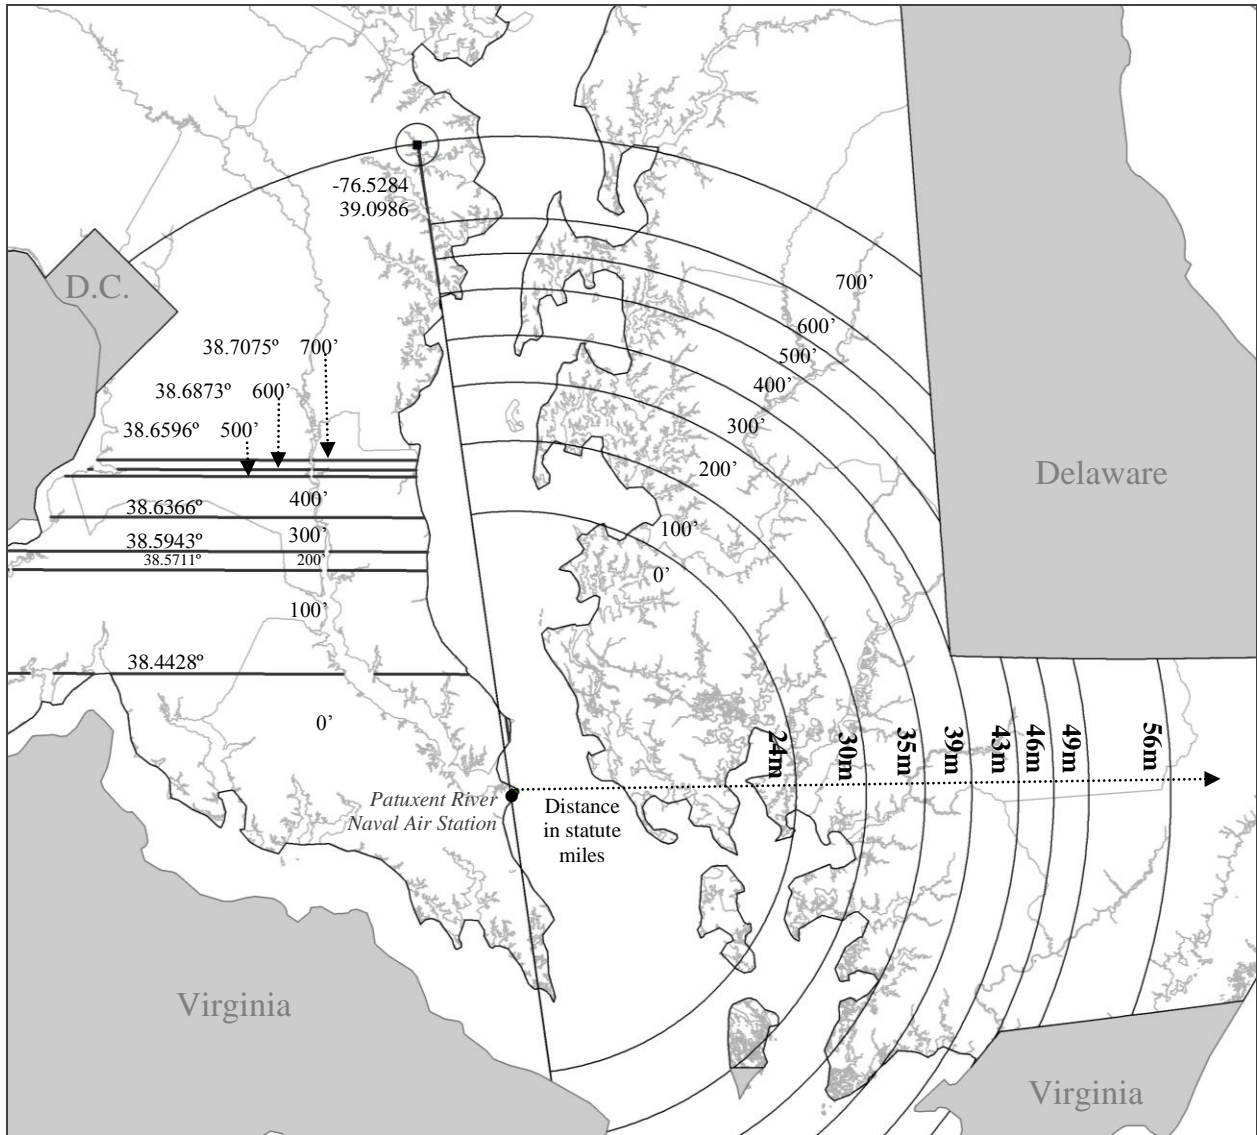 -76.5284
39.0986
D.C.
700’
600’
500’
400’
300’
200’
100’
0’
38.7075º 700’
38.6873º 600’
38.6596º 500’
38.6366º 400’
38.5943º 300’
38.5711º 200’
100’
38.4428º
0’
Delaware
24m
30m
35m
39m
43m
46m
49m
56m
Patuxent River
Naval Air Station
Distance
in statute
miles
Virginia
Virginia